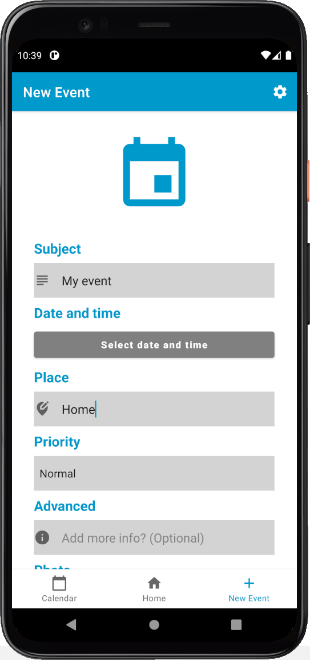 10:39
New Event
Subject
My event
Date and time
Select date and time
Place
Home
Priority
Normal
Advanced
Add more info? (Optional)
Photo
Calendar
Home
New Event